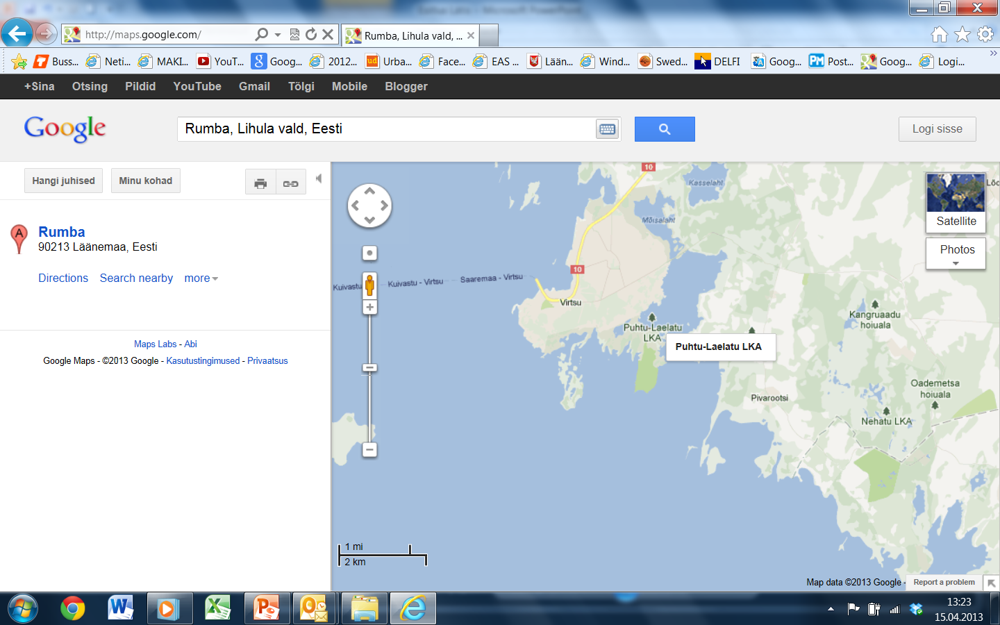 http://maps.google.com/
Rumba, Lihula vald, ...
Buss... Neti... MAKI... YouT... Goog... 2012... Urba... Face... EAS ... Lään... Wind... Swed... DELFI Goog... Post... Goog... Logi...
+Sina Otsing Pildid YouTube Gmail Tõlgi Mobile Blogger
Google
Rumba, Lihula vald, Eesti
Logi sisse
Hangi juhised Minu kohad
A
Rumba
90213 Läänemaa, Eesti
Directions Search nearby more
Maps Labs - Abi
Google Maps - ©2013 Google - Kasutustingimused - Privaatsus
10
Kasselaht
Mõisalaht
10
Kuivastu
Kuivastu - Virtsu
Saaremaa - Virtsu
Virtsu
Puhtu-Laelatu
LKA
Puhtu-Laelatu LKA
Kangruaadu
hoiuala
Pivarootsi
Oademetsa
hoiuala
Nehatu LKA
Satellite
Photos
1 mi
2 km
Map data ©2013 Google -
Report a problem
13:23
15.04.2013